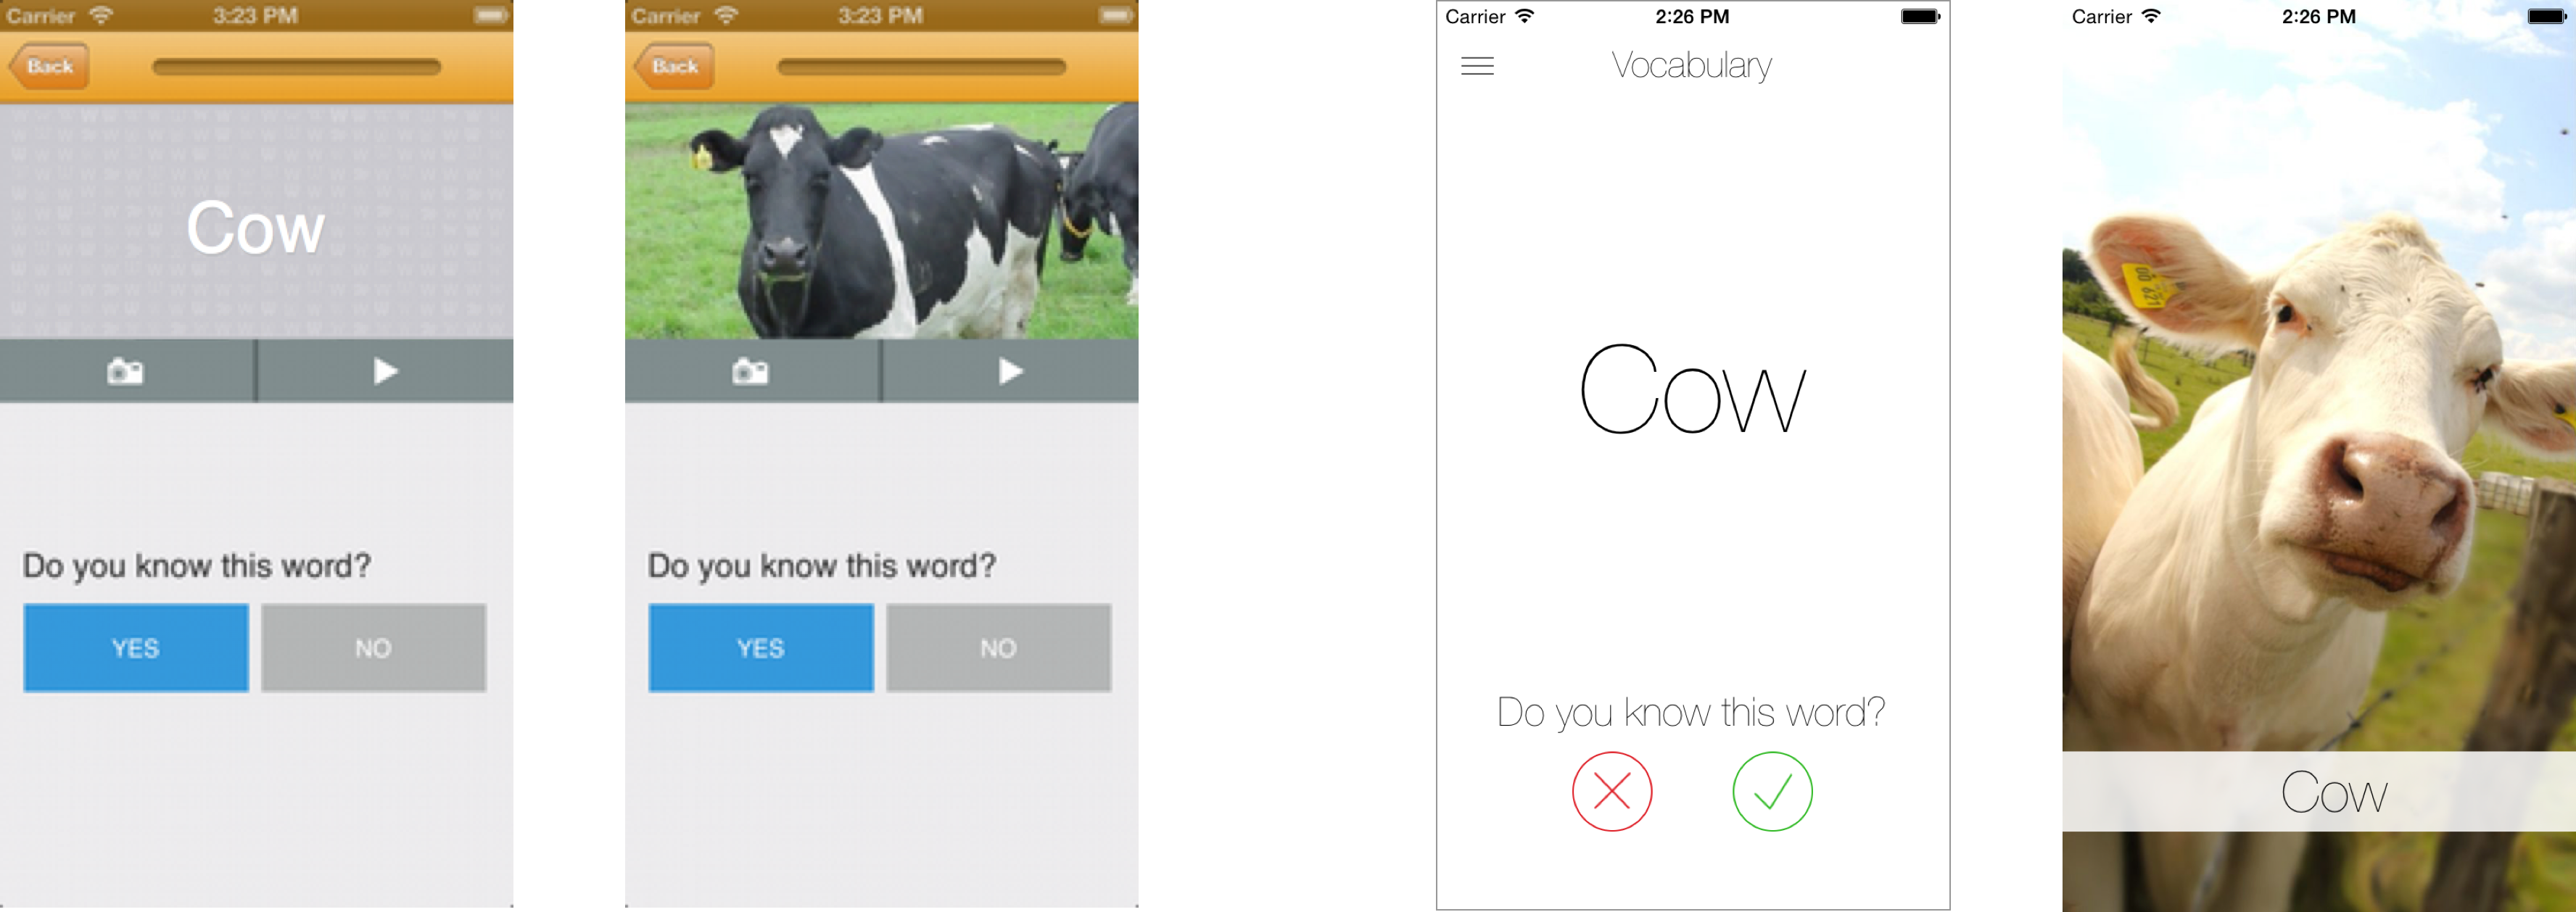 Carrier 3:23 PM
Back
Cow
Do you know this word?
YES NO
Carrier 3:23 PM
Back
Do you know this word?
YES NO
Carrier 2:26 PM
Vocabulary
Cow
Do you know this word?
Carrier 2:26 PM
Cow